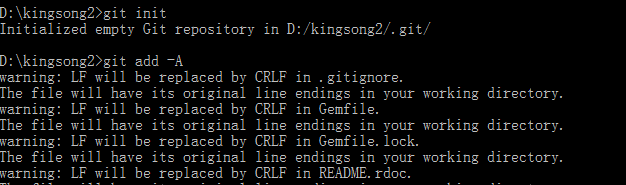 D:\kingsong2>git init
Initialized empty Git repository in D:/kingsong2/.git/
D:\kingsong2>git add -A
warning: LF will be replaced by CRLF in .gitignore.
The file will have its original line endings in your working directory.
warning: LF will be replaced by CRLF in Gemfile.
The file will have its original line endings in your working directory.
warning: LF will be replaced by CRLF in Gemfile.lock.
The file will have its original line endings in your working directory.
warning: LF will be replaced by CRLF in README.rdoc.